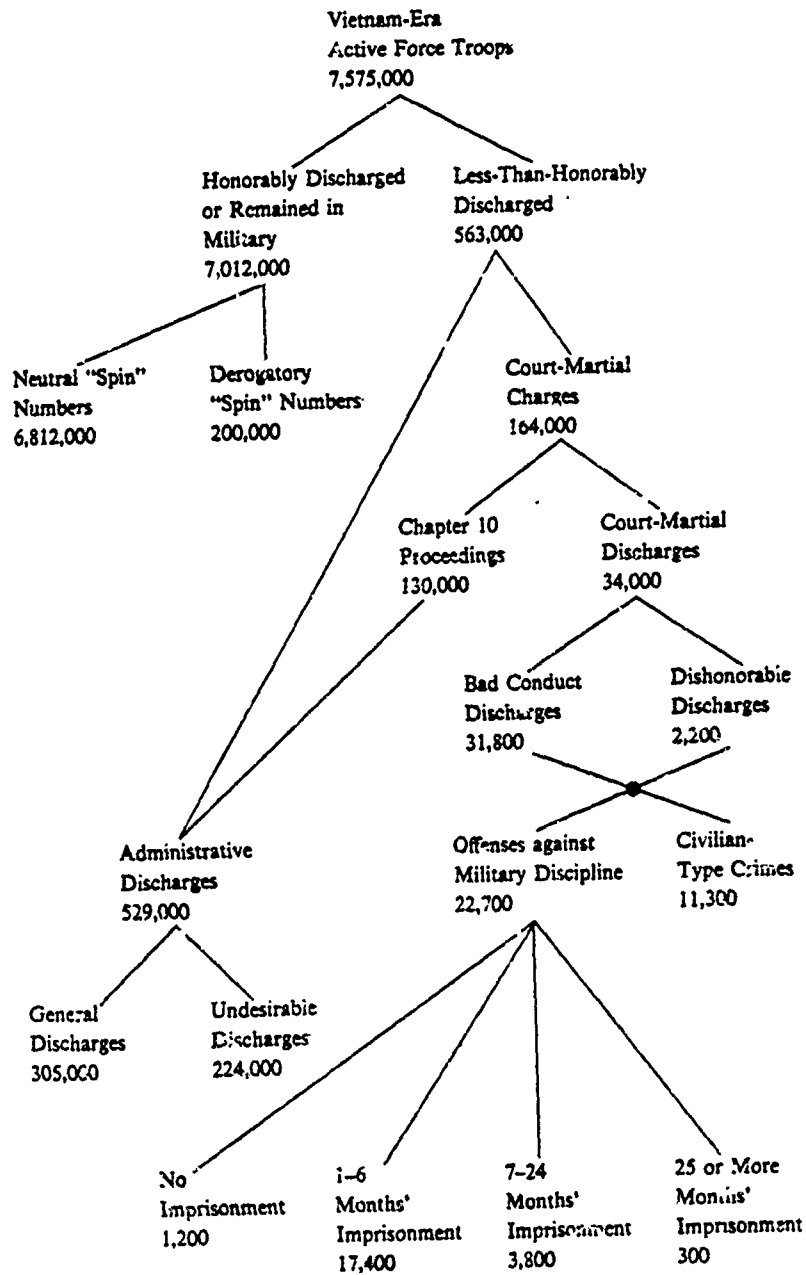 Vietnam-Era
Active Force Troops
7,575,000
Honorably Discharged
or Remained in
Military
7,012,000
Less-Than-Honorably
Discharged
563,000
Neutral "Spin"
Numbers
6,812,000
Derogatory
"Spin" Numbers
200,000
Court-Martial
Charges
164,000
Chapter 10
Proceedings
130,000
Court-Martial
Discharges
34,000
Bad Conduct
Discharges
31,800
Dishonorable
Discharges
2,200
Administrative
Discharges
529,000
Offenses against
Military Discipline
22,700
Civilian-
Type Crimes
11,300
General
Discharges
305,000
Undesirable
Discharges
224,000
No
Imprisonment
1,200
1–6
Months'
Imprisonment
17,400
7–24
Months'
Imprisonment
3,800
25 or More
Months'
Imprisonment
300